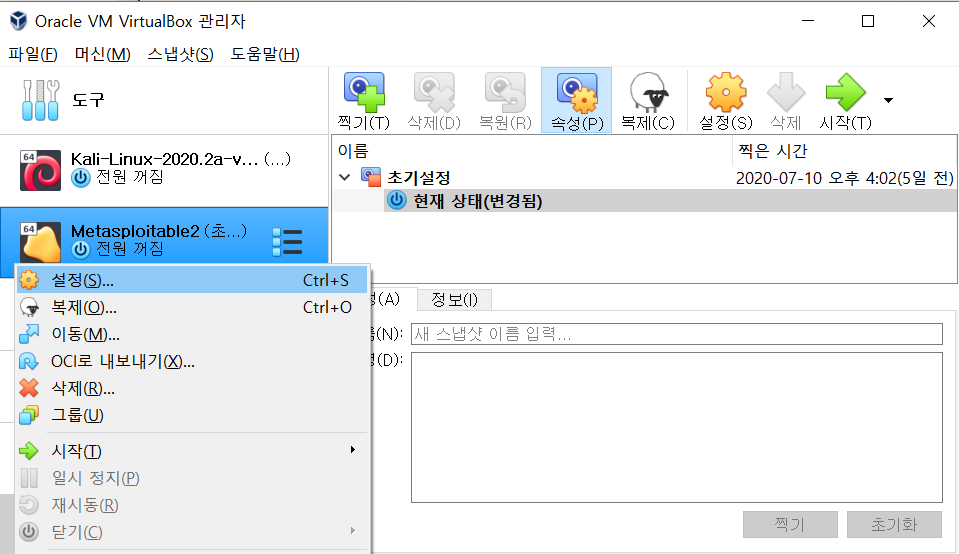 Oracle VM VirtualBox 관리자
파일(F) 머신(M) 스냅샷(S) 도움말(H)
도구
찍기(T) 삭제(D) 복원(R) 속성(P) 복제(C) 설정(S) 삭제 시작(T)
64
Kali-Linux-2020.2a-v... (...)
전원 꺼짐
64
Metasploitable2 (초...)
전원 꺼짐
이름 찍은 시간
초기설정 2020-07-10 오후 4:02(5일 전)
현재 상태(변경됨)
설정(S)... Ctrl+S
복제(O)... Ctrl+O
이동(M)...
OCI로 내보내기(X)...
삭제(R)...
그룹(U)
시작(T)
일시 정지(P)
재시동(R)
닫기(C)
(A) 정보(I)
(N): 새 스냅샷 이름 입력...
(D):
찍기 초기화